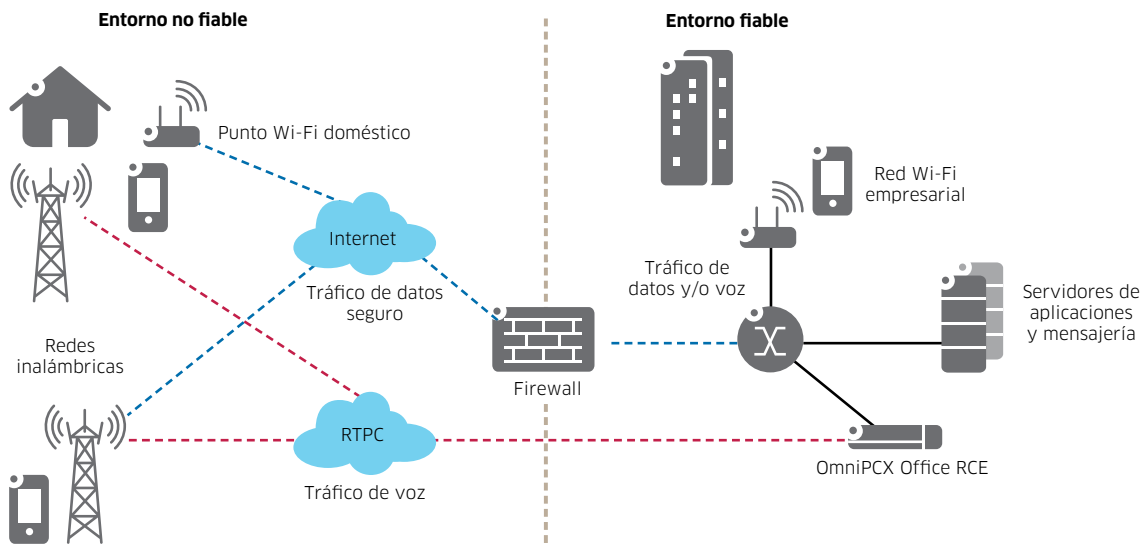 Entorno no fiable
Entorno fiable
Punto Wi-Fi doméstico
Red Wi-Fi
empresarial
Internet
Tráfico de datos
seguro
Tráfico de
datos y/o voz
Servidores de
aplicaciones
y mensajería
Redes
inalámbricas
Firewall
RTPC
OmniPCX Office RCE
Tráfico de voz